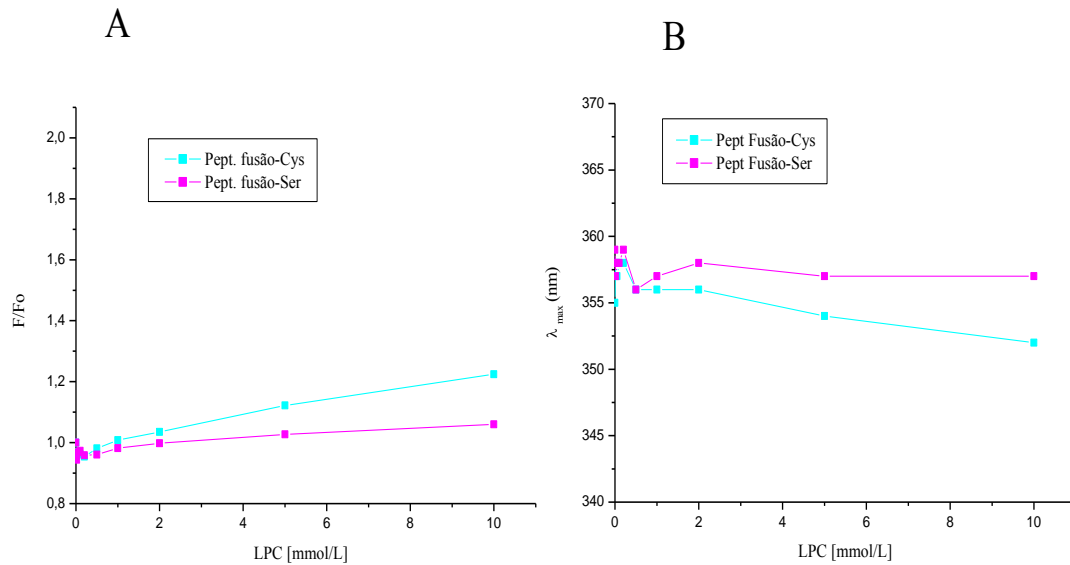 A
2,0
1,8
1,6
1,4
1,2
1,0
0,8
F/Fo
Pept. fusão-Cys
Pept. fusão-Ser
0 2 4 6 8 10
LPC [mmol/L]
B
370
365
360
355
350
345
340
λ max (nm)
Pept Fusão-Cys
Pept Fusão-Ser
0 2 4 6 8 10
LPC [mmol/L]